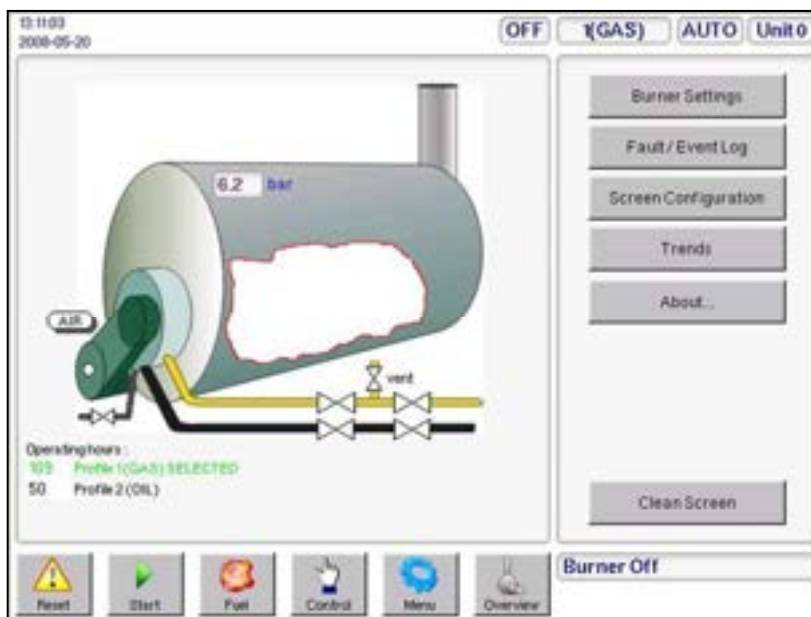 13:11:03
2008-05-20
OFF
1(GAS)
AUTO
Unit 0
6.2 bar
AIR
vent
Operating hours :
109 Profile 1(GAS) SELECTED
50 Profile 2 (OIL)
Burner Settings
Fault / Event Log
Screen Configuration
Trends
About...
Clean Screen
Reset
Start
Fuel
Control
Menu
Overview
Burner Off